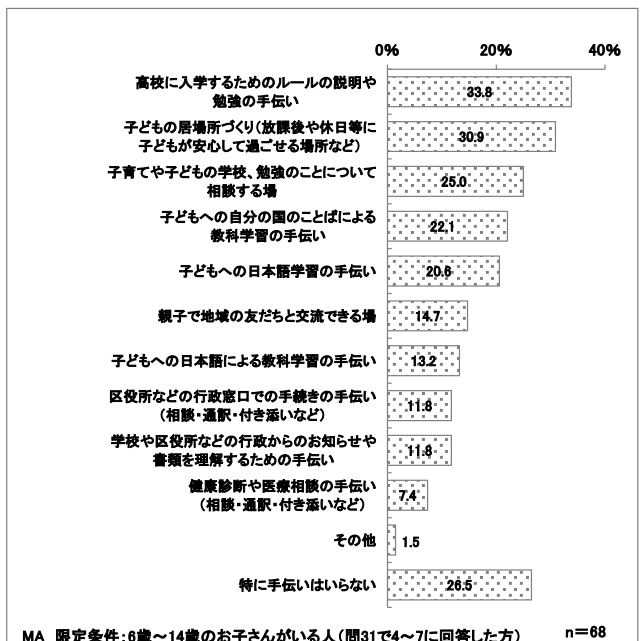 0% 20% 40%
高校に入学するためのルールの説明や
勉強の手伝い
33.8
子どもの居場所づくり(放課後や休日等に
子どもが安心して過ごせる場所など)
30.9
子育てや子どもの学校、勉強のことについて
相談する場
25.0
子どもへの自分の国のことばによる
教科学習の手伝い
22.1
子どもへの日本語学習の手伝い
20.6
親子で地域の友だちと交流できる場
14.7
子どもへの日本語による教科学習の手伝い
13.2
区役所などの行政窓口での手続きの手伝い
(相談・通訳・付き添いなど)
11.8
学校や区役所などの行政からのお知らせや
書類を理解するための手伝い
11.8
健康診断や医療相談の手伝い
(相談・通訳・付き添いなど)
7.4
その他
1.5
特に手伝いはいらない
26.5
MA 限定条件:6歳～14歳のお子さんがいる人(問31で4～7に回答した方) n=68